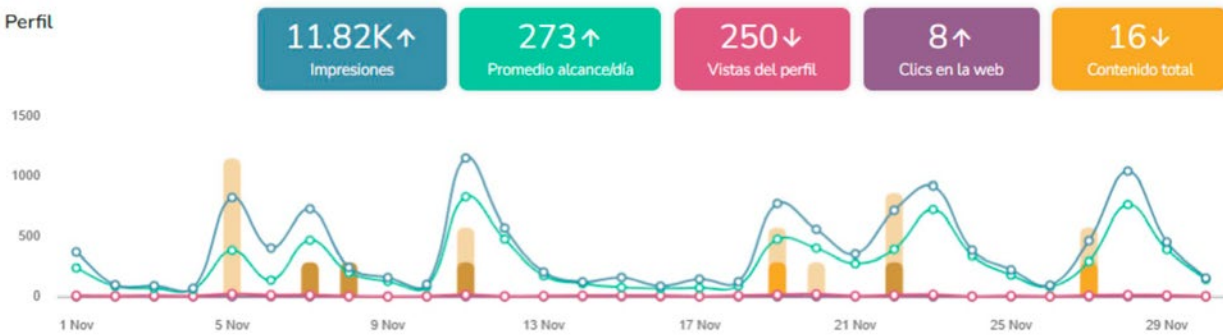 Perfil
11.82K↑
Impresiones
273↑
Promedio alcance/día
250↓
Vistas del perfil
8↑
Clics en la web
16↓
Contenido total
1500
1000
500
0
1 Nov 5 Nov 9 Nov 13 Nov 17 Nov 21 Nov 25 Nov 29 Nov